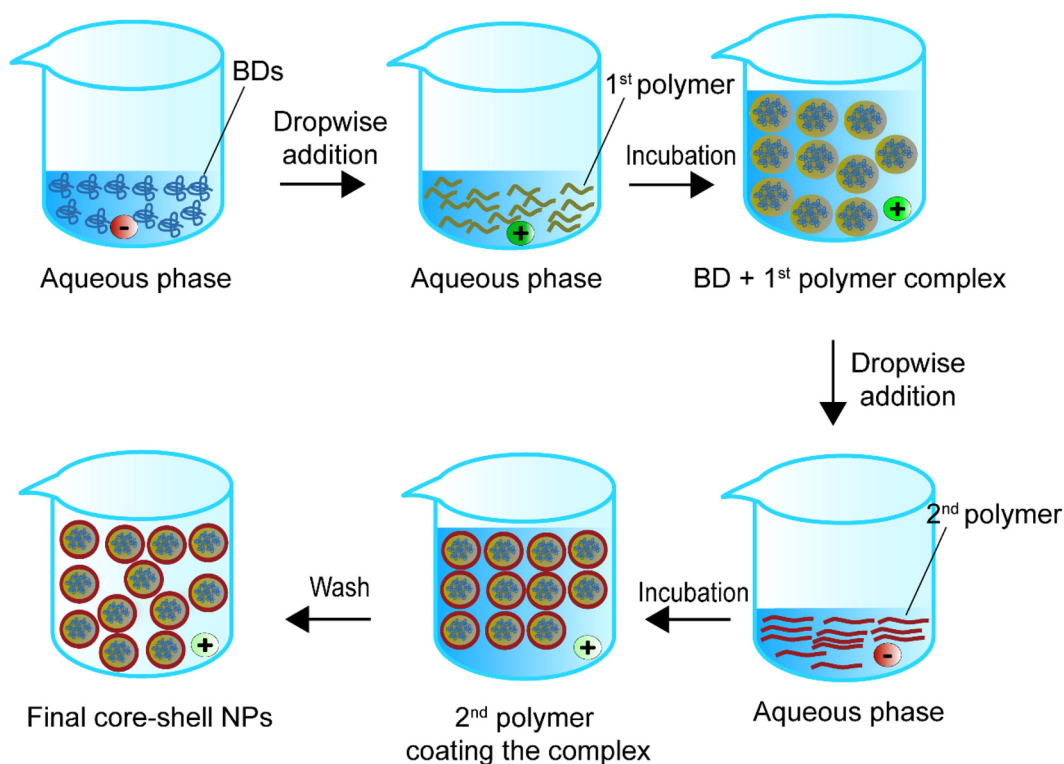 BDs
-
Aqueous phase
Dropwise
addition
1st polymer
+
Aqueous phase
Incubation
+
BD + 1st polymer complex
Dropwise
addition
2nd polymer
-
Aqueous phase
Incubation
+
2nd polymer
coating the complex
Wash
+
Final core-shell NPs